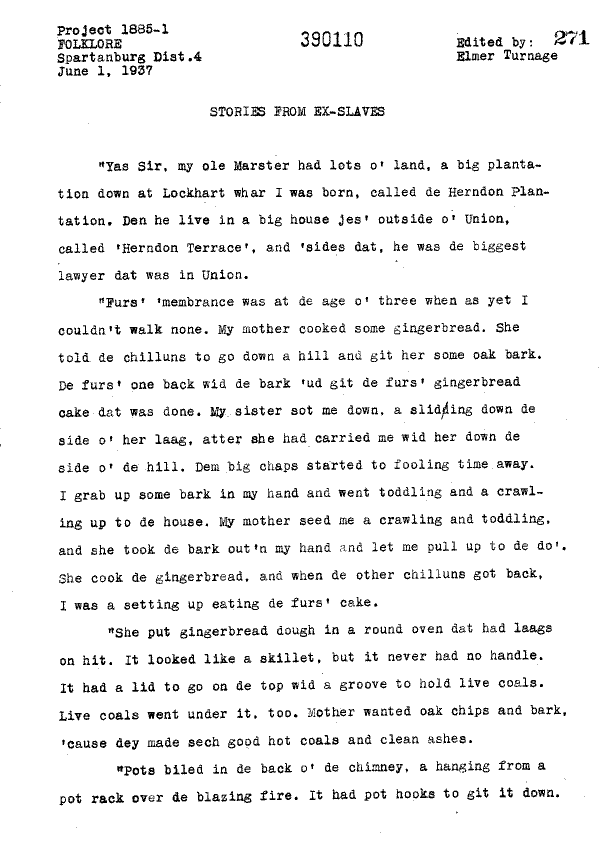 Project 1885-1
FOLKLORE
Spartanburg Dist.4
June 1, 1937
390110
Edited by:
Elmer Turnage
271
STORIES FROM EX-SLAVES
"Yas Sir, my ole Marster had lots o' land, a big planta-
tion down at Lockhart whar I was born, called de Herndon Plan-
tation. Den he live in a big house jes' outside o' Union,
called 'Herndon Terrace', and 'sides dat, he was de biggest
lawyer dat was in Union.
"Furs' 'membrance was at de age o' three when as yet I
couldn't walk none. My mother cooked some gingerbread. She
told de chilluns to go down a hill and git her some oak bark.
De furs' one back wid de bark 'ud git de furs' gingerbread
cake dat was done. My sister sot me down, a slidding down de
side o' her laag, atter she had carried me wid her down de
side o' de hill. Dem big chaps started to fooling time away.
I grab up some bark in my hand and went toddling and a crawl-
ing up to de house. My mother seed me a crawling and toddling,
and she took de bark out'n my hand and let me pull up to de do'.
She cook de gingerbread, and when de other chilluns got back,
I was a setting up eating de furs' cake.
"She put gingerbread dough in a round oven dat had laags
on hit. It looked like a skillet, but it never had no handle.
It had a lid to go on de top wid a groove to hold live coals.
Live coals went under it, too. Mother wanted oak chips and bark,
'cause dey made sech good hot coals and clean ashes.
"Pots biled in de back o' de chimney, a hanging from a
pot rack over de blazing fire. It had pot hooks to git it down.